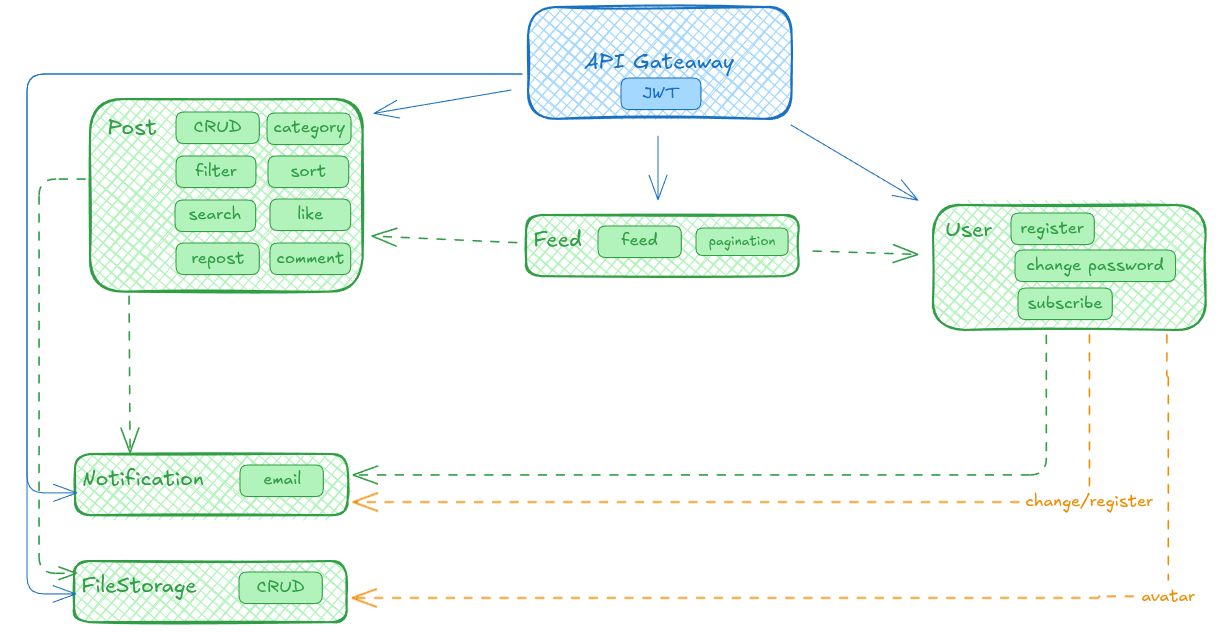 API Gateaway
JWT
Post
CRUD
category
filter
sort
search
like
repost
comment
Feed
feed
pagination
User
register
change password
subscribe
Notification
email
change/register
FileStorage
CRUD
avatar